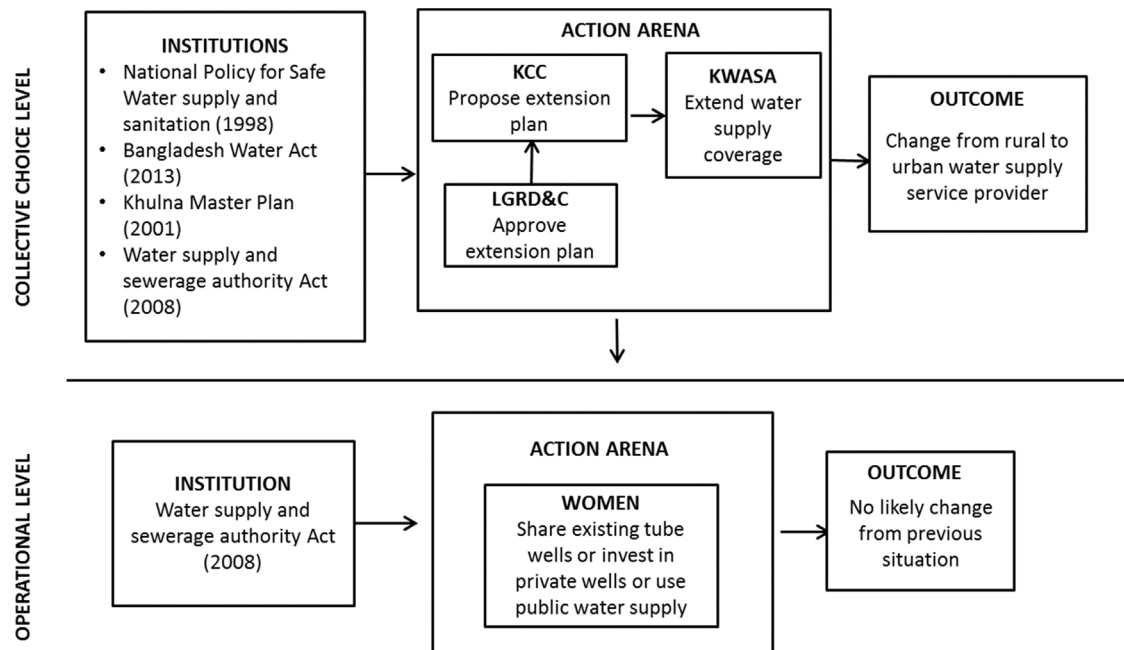 COLLECTIVE CHOICE LEVEL
INSTITUTIONS
• National Policy for Safe
Water supply and
sanitation (1998)
• Bangladesh Water Act
(2013)
• Khulna Master Plan
(2001)
• Water supply and
sewerage authority Act
(2008)
ACTION ARENA
KCC
Propose extension
plan
LGRD&C
Approve
extension plan
KWASA
Extend water
supply
coverage
OUTCOME
Change from rural to
urban water supply
service provider
OPERATIONAL LEVEL
INSTITUTION
Water supply and
sewerage authority Act
(2008)
ACTION ARENA
WOMEN
Share existing tube
wells or invest in
private wells or use
public water supply
OUTCOME
No likely change
from previous
situation